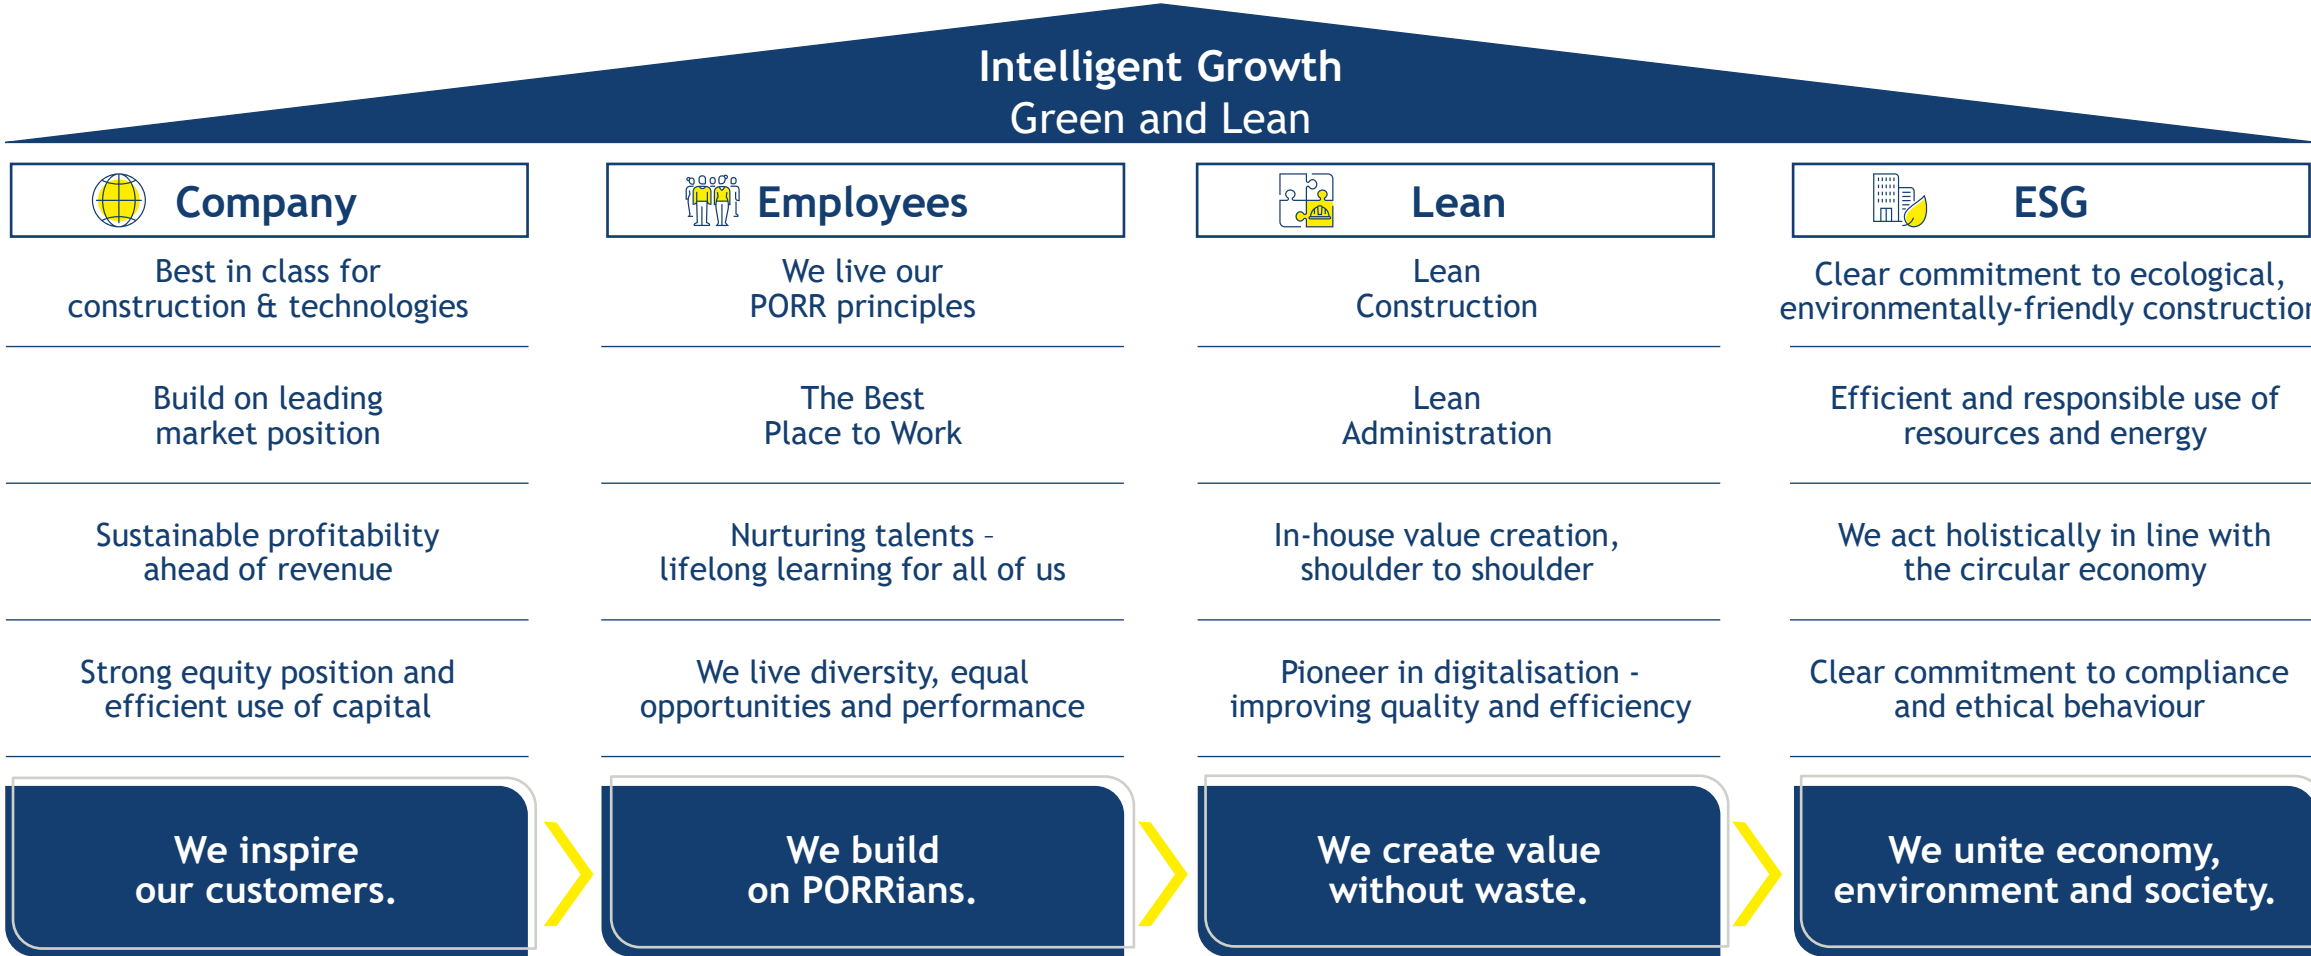 Intelligent Growth
Green and Lean
Company
Best in class for
construction & technologies
Build on leading
market position
Sustainable profitability
ahead of revenue
Strong equity position and
efficient use of capital
We inspire
our customers.
Employees
We live our
PORR principles
The Best
Place to Work
Nurturing talents –
lifelong learning for all of us
We live diversity, equal
opportunities and performance
We build
on PORRians.
Lean
Lean
Construction
Lean
Administration
In-house value creation,
shoulder to shoulder
Pioneer in digitalisation -
improving quality and efficiency
We create value
without waste.
ESG
Clear commitment to ecological,
environmentally-friendly construction
Efficient and responsible use of
resources and energy
We act holistically in line with
the circular economy
Clear commitment to compliance
and ethical behaviour
We unite economy,
environment and society.